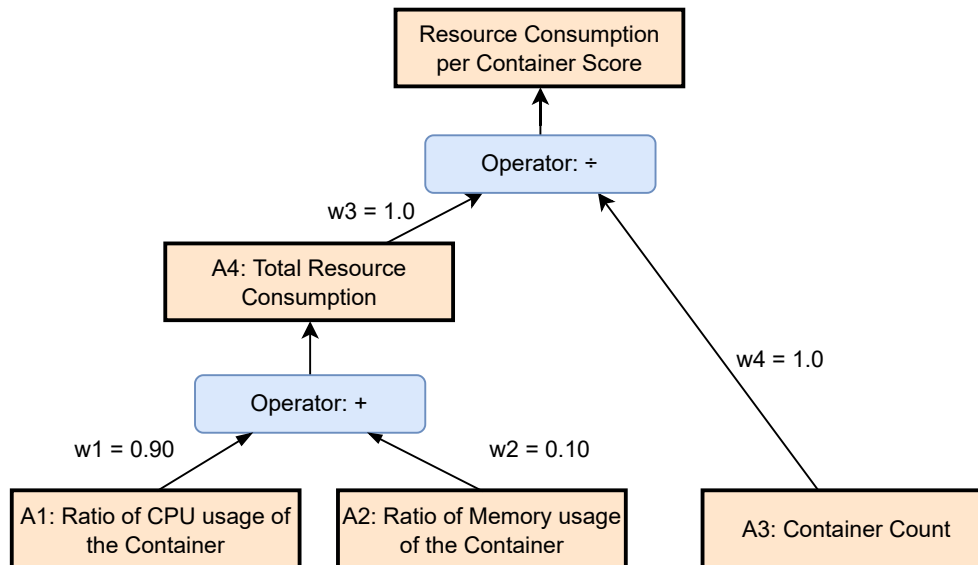 Resource Consumption
per Container Score
Operator: ÷
w3 = 1.0
A4: Total Resource
Consumption
w4 = 1.0
Operator: +
w1 = 0.90
w2 = 0.10
A1: Ratio of CPU usage of
the Container
A2: Ratio of Memory usage
of the Container
A3: Container Count